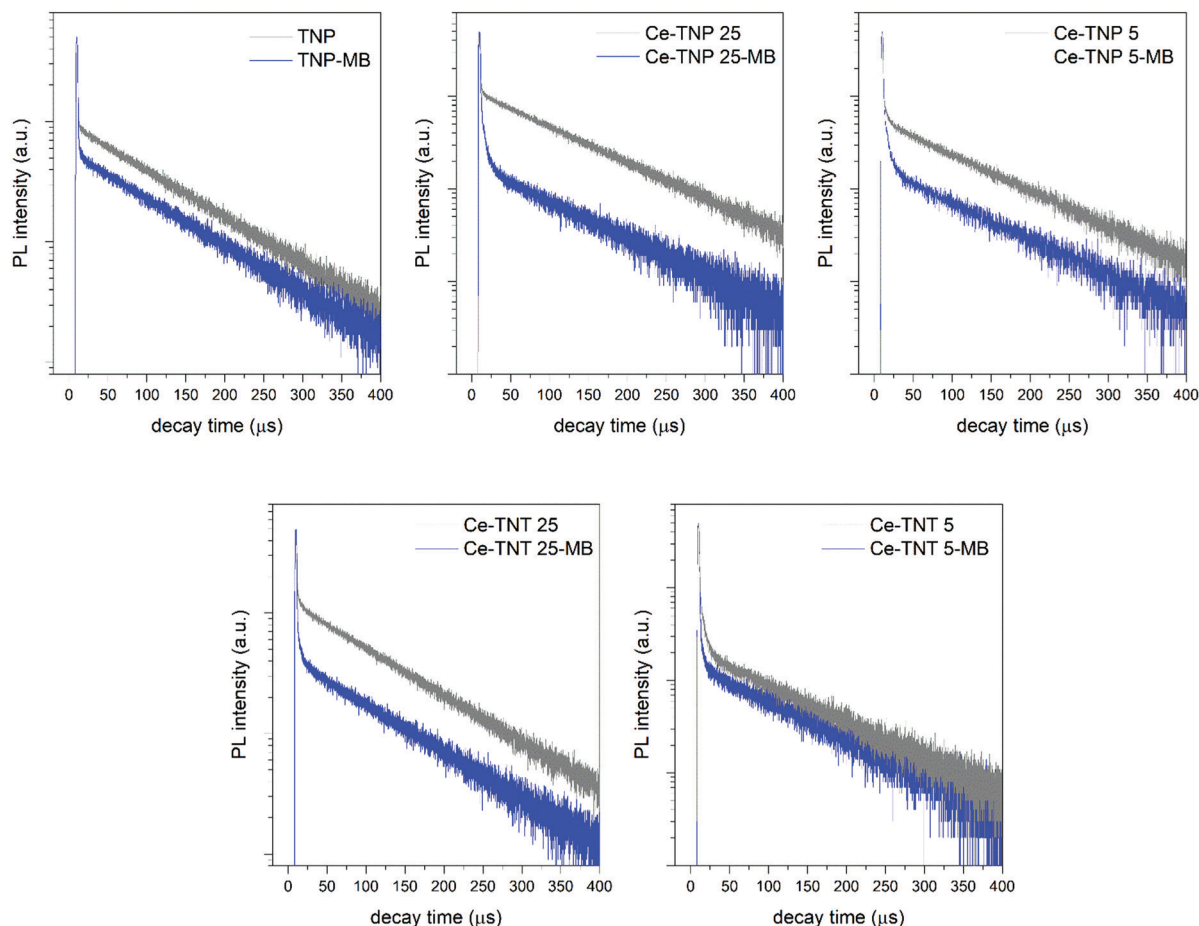 TNP
TNP-MB
PL intensity (a.u.)
0 50 100 150 200 250 300 350 400
decay time (μs)
Ce-TNP 25
Ce-TNP 25-MB
PL intensity (a.u.)
0 50 100 150 200 250 300 350 400
decay time (μs)
Ce-TNP 5
Ce-TNP 5-MB
PL intensity (a.u.)
0 50 100 150 200 250 300 350 400
decay time (μs)
Ce-TNT 25
Ce-TNT 25-MB
PL intensity (a.u.)
0 50 100 150 200 250 300 350 400
decay time (μs)
Ce-TNT 5
Ce-TNT 5-MB
PL intensity (a.u.)
0 50 100 150 200 250 300 350 400
decay time (μs)